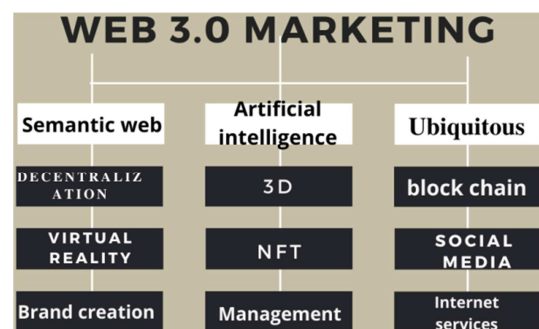 WEB 3.0 MARKETING
Semantic web
Artificial
intelligence
Ubiquitous
DECENTRALIZ
ATION
3D
block chain
VIRTUAL
REALITY
NFT
SOCIAL
MEDIA
Brand creation
Management
Internet
services